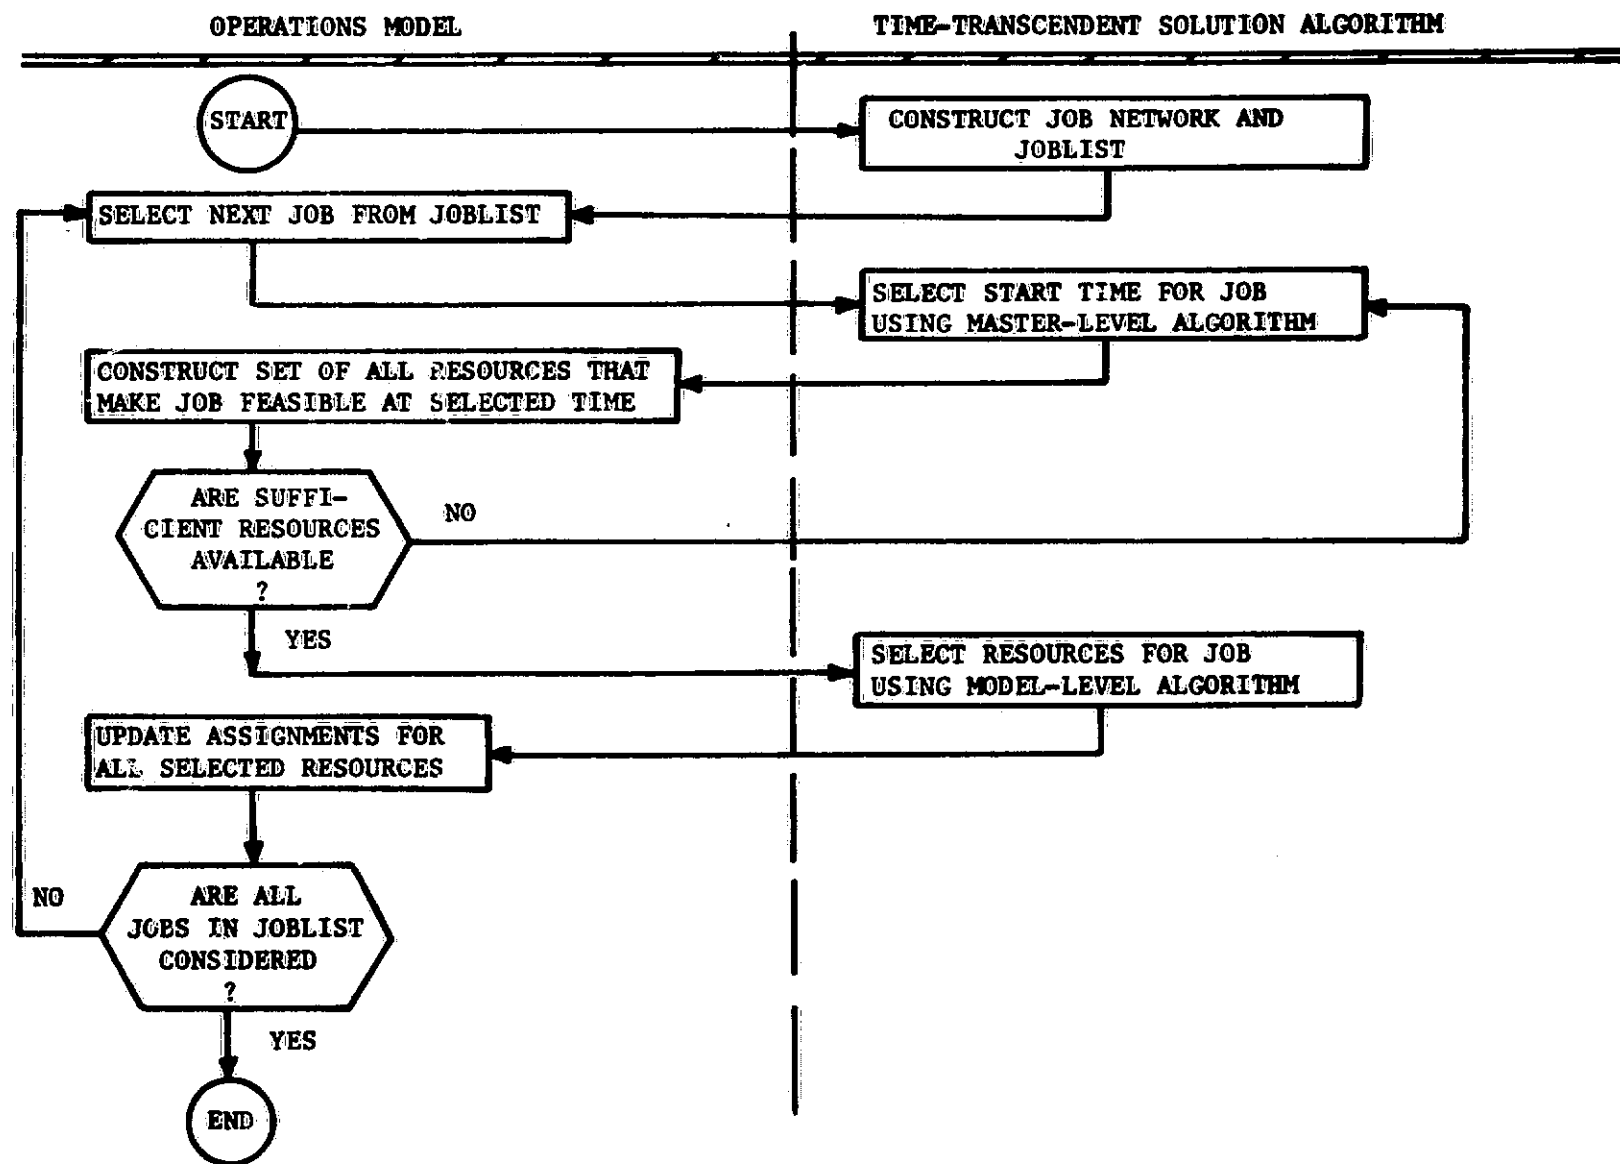 OPERATIONS MODEL
TIME-TRANSCENDENT SOLUTION ALGORITHM
START
CONSTRUCT JOB NETWORK AND
JOBLIST
SELECT NEXT JOB FROM JOBLIST
SELECT START TIME FOR JOB
USING MASTER-LEVEL ALGORITHM
CONSTRUCT SET OF ALL RESOURCES THAT
MAKE JOB FEASIBLE AT SELECTED TIME
ARE SUFFI-
CIENT RESOURCES
AVAILABLE
?
NO
YES
SELECT RESOURCES FOR JOB
USING MODEL-LEVEL ALGORITHM
UPDATE ASSIGNMENTS FOR
ALL SELECTED RESOURCES
NO
ARE ALL
JOBS IN JOBLIST
CONSIDERED
?
YES
END